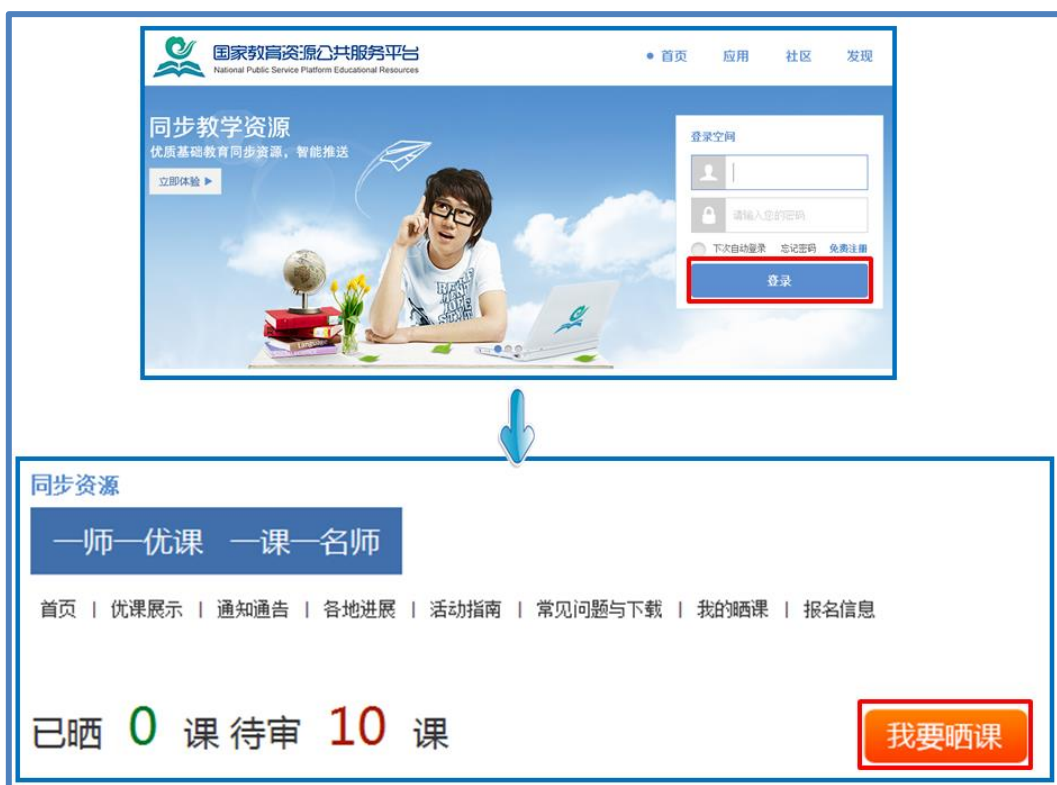 国家教育资源公共服务平台
National Public Service Platform Educational Resources
首页 应用 社区 发现
同步教学资源
优质基础教育同步资源，智能推送
立即体验
登录空间
请输入您的密码
下次自动登录 忘记密码 免费注册
登录
Language
同步资源
一师一优课 一课一名师
首页 | 优课展示 | 通知通告 | 各地进展 | 活动指南 | 常见问题与下载 | 我的晒课 | 报名信息
已晒 0 课 待审 10 课
我要晒课